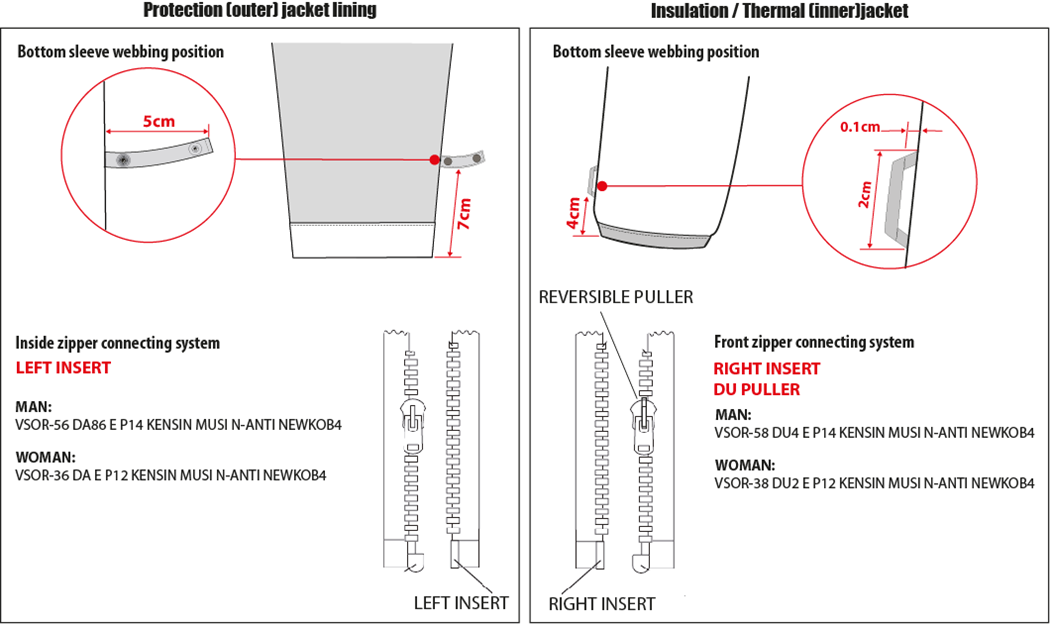 Protection (outer) jacket lining
Bottom sleeve webbing position
5cm
7cm
Inside zipper connecting system
LEFT INSERT
MAN:
VSOR-56 DA86 E P14 KENSIN MUSI N-ANTI NEWKOB4
WOMAN:
VSOR-36 DA E P12 KENSIN MUSI N-ANTI NEWKOB4
LEFT INSERT
Insulation / Thermal (inner)jacket
Bottom sleeve webbing position
0.1cm
2cm
4cm
REVERSIBLE PULLER
Front zipper connecting system
RIGHT INSERT
DU PULLER
MAN:
VSOR-58 DU4 E P14 KENSIN MUSI N-ANTI NEWKOB4
WOMAN:
VSOR-38 DU2 E P12 KENSIN MUSI N-ANTI NEWKOB4
RIGHT INSERT